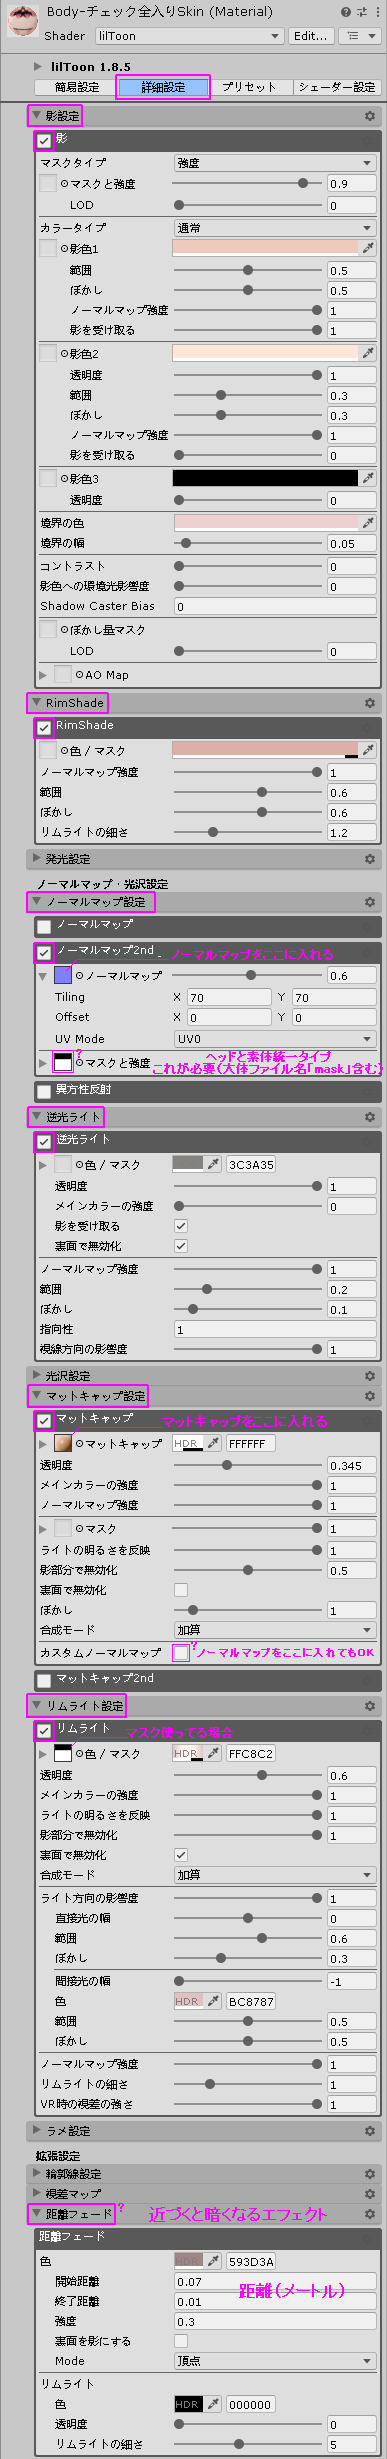 Body-チェック全入りSkin (Material)
Shader lilToon Edit...
lilToon 1.8.5
簡易設定 詳細設定 プリセット シェーダー設定
影設定
影
マスクタイプ 強度
マスクと強度 0.9
LOD 0
カラータイプ 通常
影色1
範囲 0.5
ぼかし 0.5
ノーマルマップ強度 1
影を受け取る 1
影色2
透明度 1
範囲 0.3
ぼかし 0.3
ノーマルマップ強度 1
影を受け取る 0
影色3
透明度 0
境界の色
境界の幅 0.05
コントラスト 0
影色への環境光影響度 0
Shadow Caster Bias 0
ぼかし量マスク
LOD 0
AO Map
RimShade
RimShade
色 / マスク
ノーマルマップ強度 1
範囲 0.6
ぼかし 0.6
リムライトの細さ 1.2
発光設定
ノーマルマップ・光沢設定
ノーマルマップ設定
ノーマルマップ
ノーマルマップ2nd ノーマルマップをここに入れる
ノーマルマップ 0.6
Tiling X 70 Y 70
Offset X 0 Y 0
UV Mode UV0
? ヘッドと素体統一タイプ
マスクと強度 これが必要(大体ファイル名「mask」含む)
異方性反射
逆光ライト
逆光ライト
色 / マスク 3C3A35
透明度 1
メインカラーの強度 0
影を受け取る
裏面で無効化
ノーマルマップ強度 1
範囲 0.2
ぼかし 0.1
指向性 1
視線方向の影響度 1
光沢設定
マットキャップ設定
マットキャップ マットキャップをここに入れる
マットキャップ HDR FFFFFF
透明度 0.345
メインカラーの強度 1
ノーマルマップ強度 1
マスク 1
ライトの明るさを反映 1
影部分で無効化 0.5
裏面で無効化
ぼかし 1
合成モード 加算
カスタムノーマルマップ ?ノーマルマップをここに入れてもOK
マットキャップ2nd
リムライト設定
リムライト マスク使ってる場合
色 / マスク HDR FFC8C2
透明度 0.6
メインカラーの強度 1
ライトの明るさを反映 1
影部分で無効化 1
裏面で無効化
合成モード 加算
ライト方向の影響度 1
直接光の幅 0
範囲 0.6
ぼかし 0.3
間接光の幅 -1
色 HDR BC8787
範囲 0.5
ぼかし 0.5
ノーマルマップ強度 1
リムライトの細さ 1
VR時の視差の強さ 1
ラメ設定
拡張設定
輪郭線設定
視差マップ
距離フェード ? 近づくと暗くなるエフェクト
距離フェード
色 HDR 593D3A
開始距離 0.07
終了距離 0.01 距離(メートル)
強度 0.3
裏面を影にする
Mode 頂点
リムライト
色 HDR 000000
透明度 0
リムライトの細さ 5